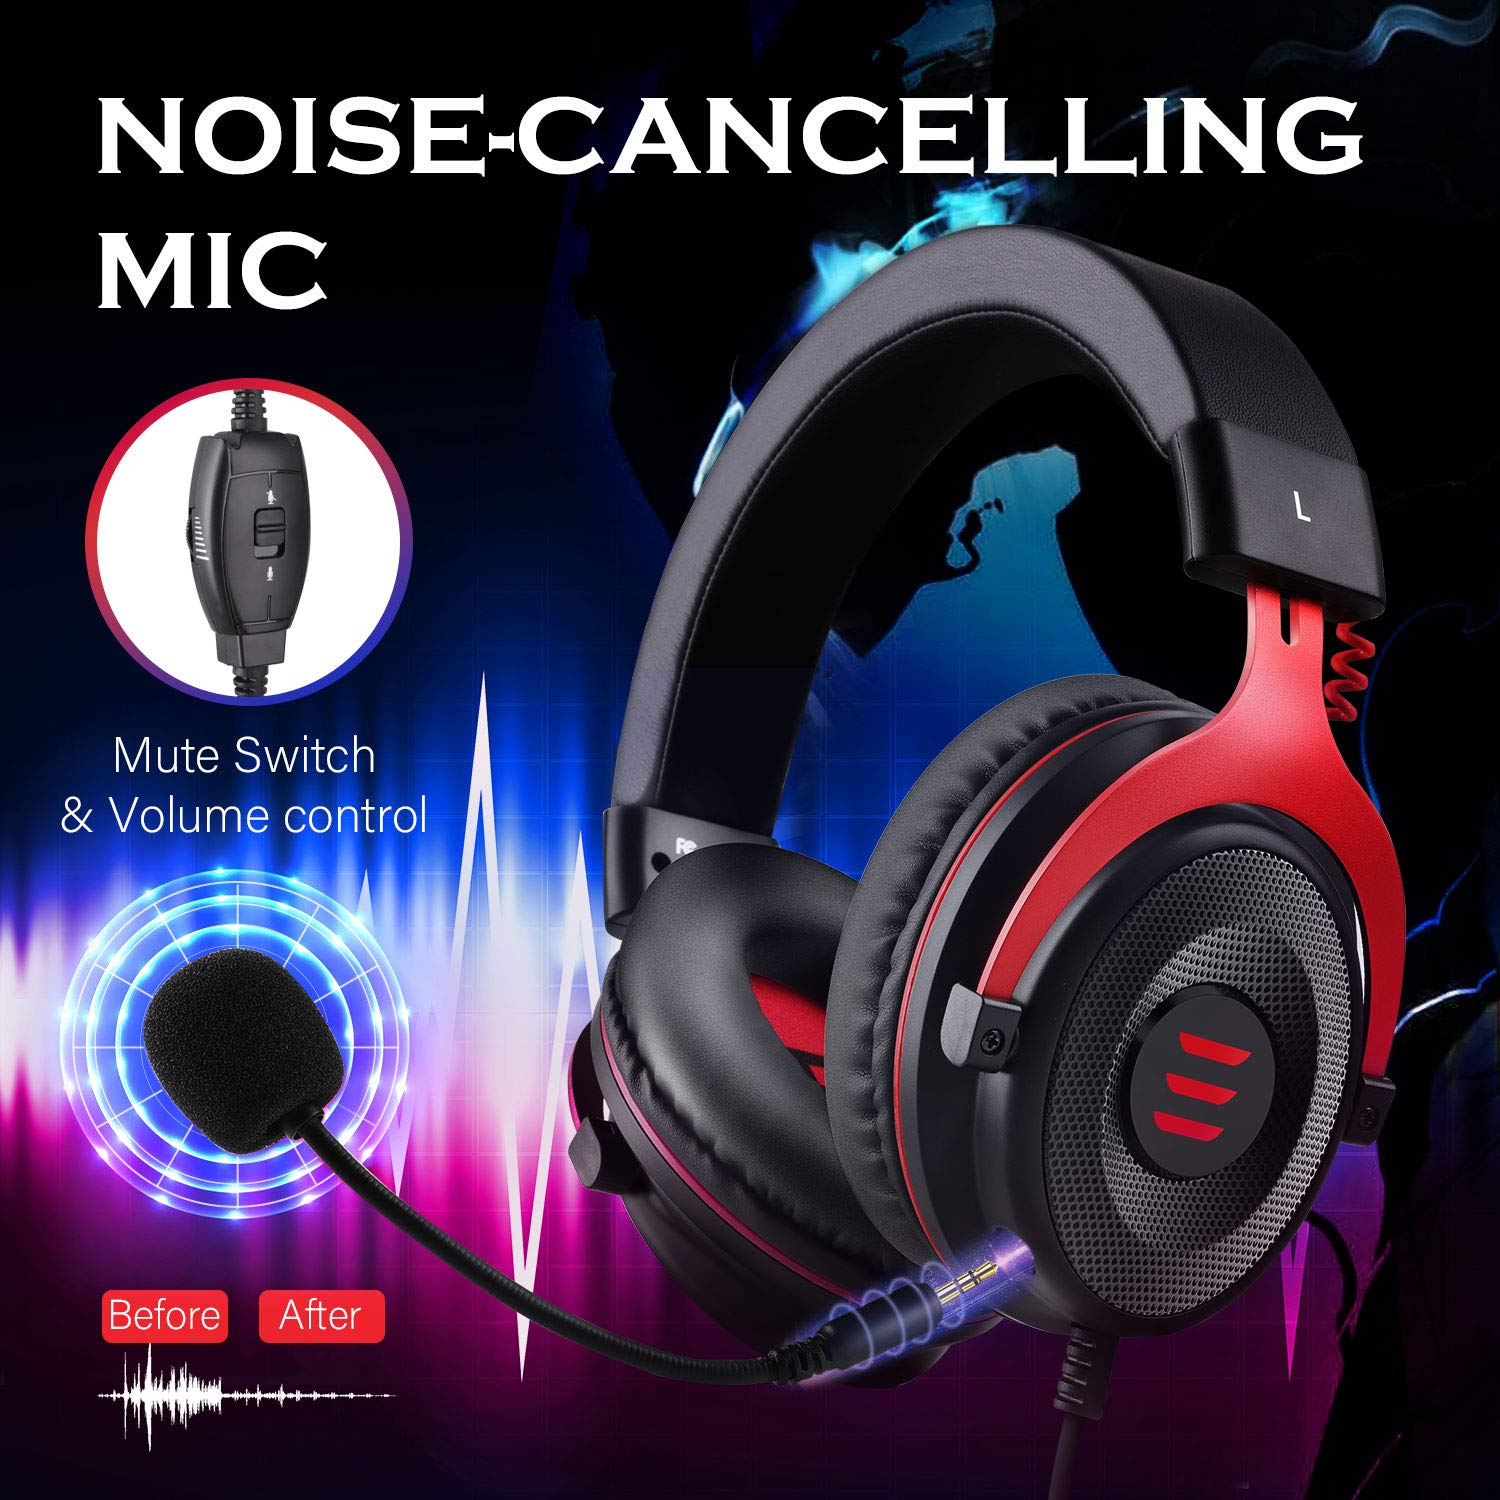 NOISE-CANCELLING
MIC
L
Mute Switch
& Volume control
Before
After